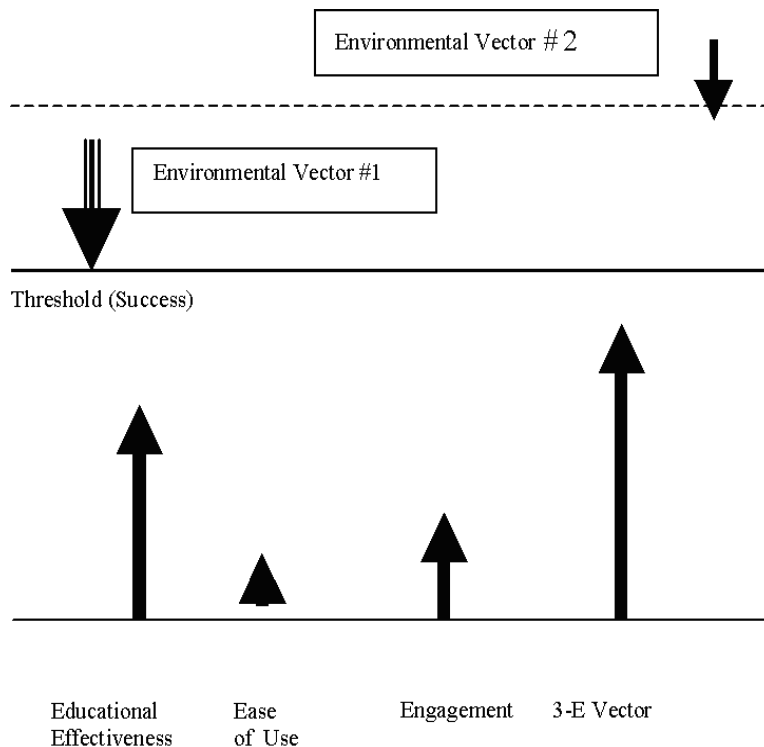 Environmental Vector #2
Environmental Vector #1
Threshold (Success)
Educational
Effectiveness
Ease
of Use
Engagement
3-E Vector